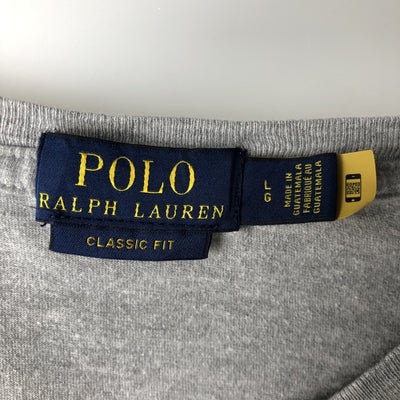 POLO
RALPH LAUREN
CLASSIC FIT
L
G
MADE IN
GUATEMALA
FABRIQUÉ AU
GUATEMALA